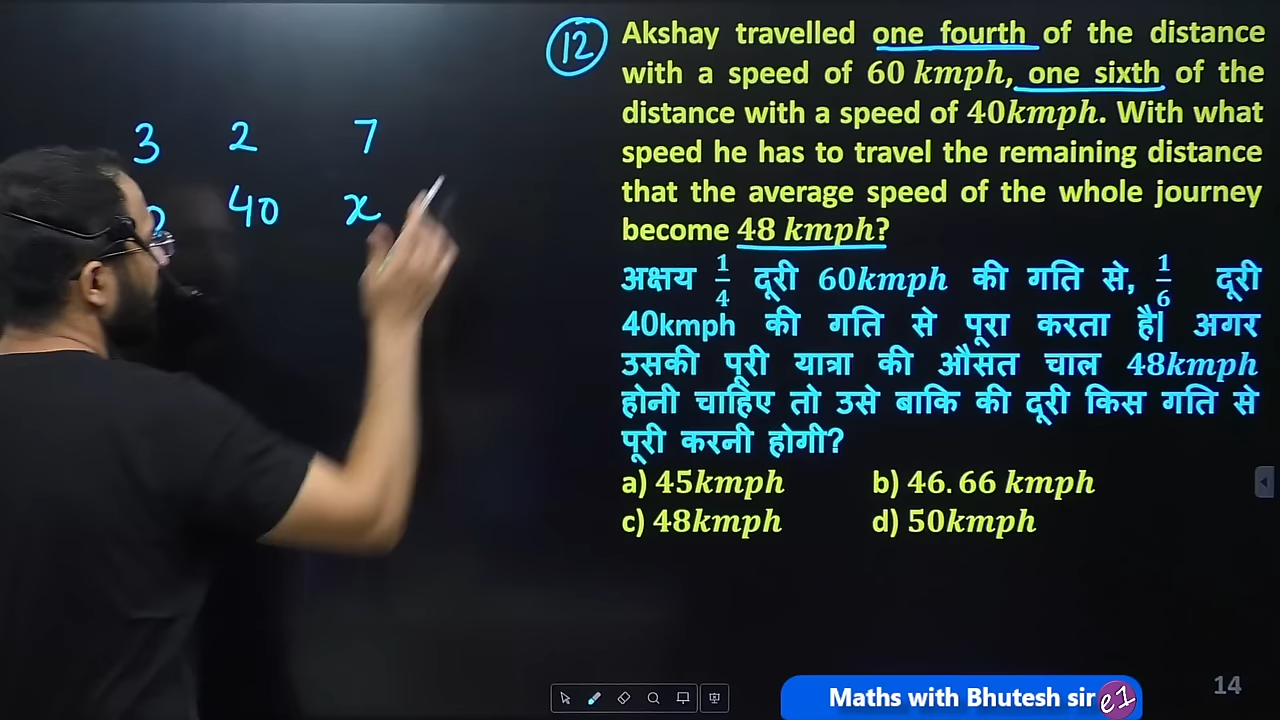 12
Akshay travelled one fourth of the distance
with a speed of 60 kmph, one sixth of the
distance with a speed of 40kmph. With what
speed he has to travel the remaining distance
that the average speed of the whole journey
become 48 kmph?
अक्षय 1/4 दूरी 60kmph की गति से, 1/6 दूरी
40kmph की गति से पूरा करता है| अगर
उसकी पूरी यात्रा की औसत चाल 48kmph
होनी चाहिए तो उसे बाकि की दूरी किस गति से
पूरी करनी होगी?
a) 45kmph b) 46.66 kmph
c) 48kmph d) 50kmph
3 2 7
40 x
14
Maths with Bhutesh sir e1